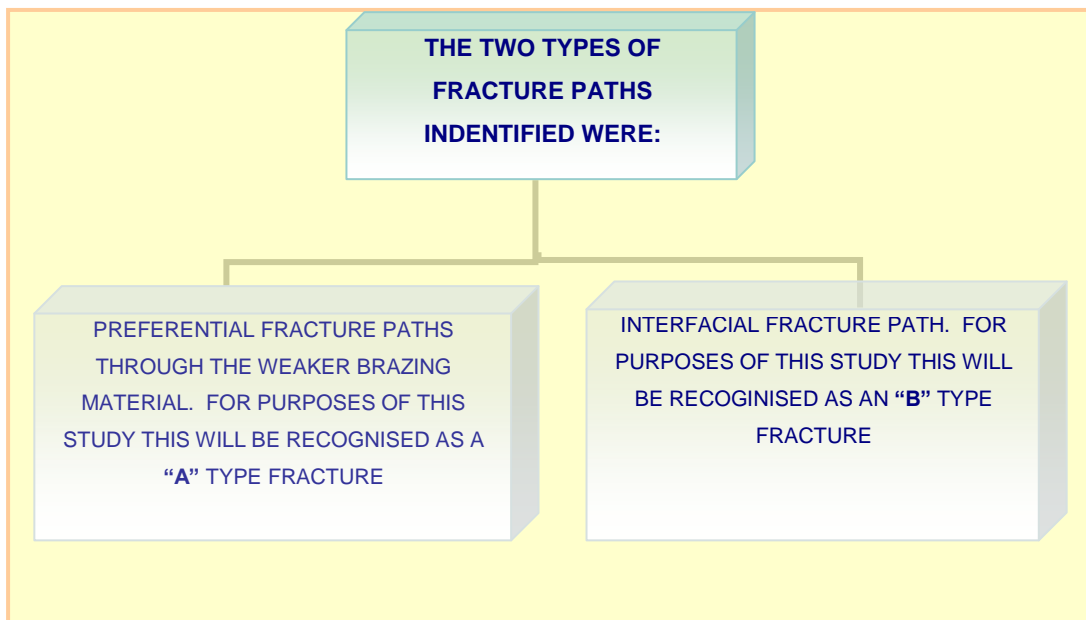 THE TWO TYPES OF
FRACTURE PATHS
INDENTIFIED WERE:
PREFERENTIAL FRACTURE PATHS
THROUGH THE WEAKER BRAZING
MATERIAL.  FOR PURPOSES OF THIS
STUDY THIS WILL BE RECOGNISED AS A
“A” TYPE FRACTURE
INTERFACIAL FRACTURE PATH.  FOR
PURPOSES OF THIS STUDY THIS WILL
BE RECOGINISED AS AN “B” TYPE
FRACTURE